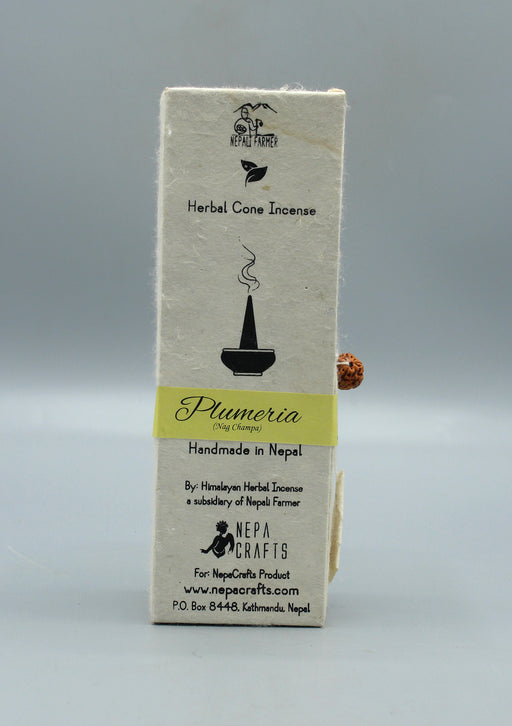 NEPALI FARMER
Herbal Cone Incense
Plumeria
(Nag Champa)
Handmade in Nepal
By: Himalayan Herbal Incense
a subsidiary of Nepali Farmer
NEPA
CRAFTS
For: NepaCrafts Product
www.nepacrafts.com
P.O. Box 8448, Kathmandu, Nepal